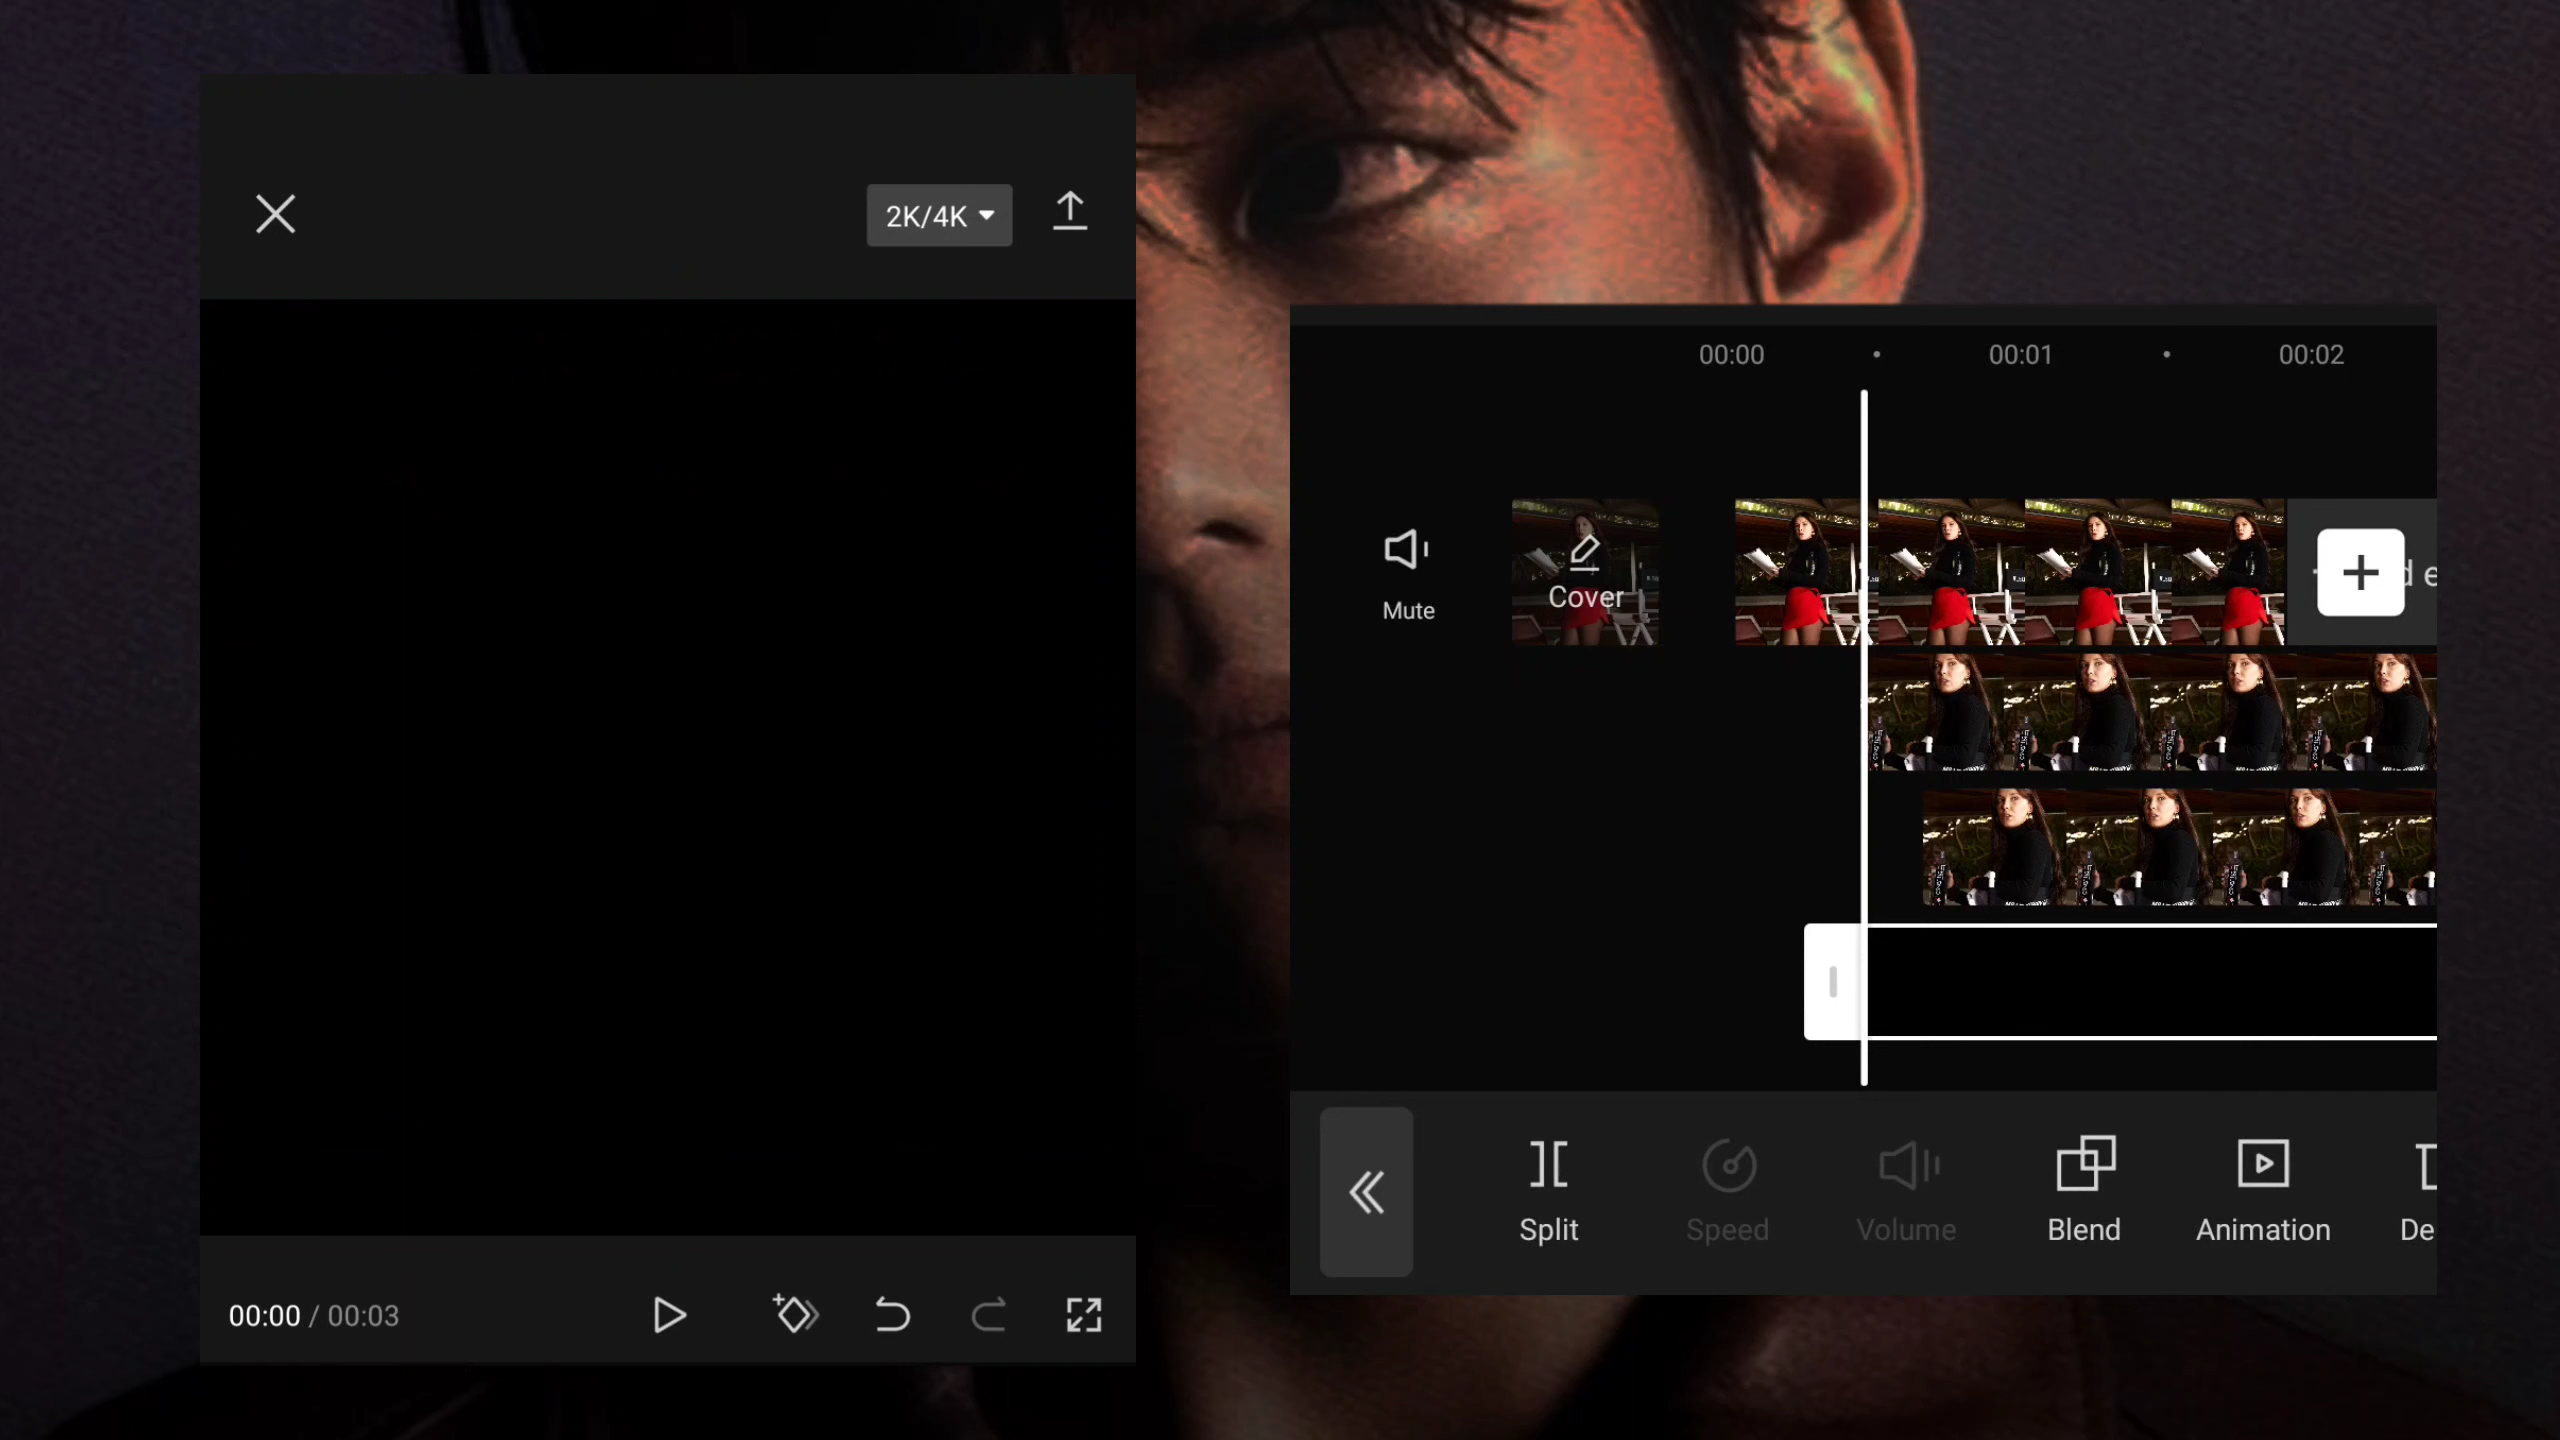 2K/4K
00:00 / 00:03
00:00
00:01
00:02
Mute
Cover
d e
Split
Speed
Volume
Blend
Animation
De